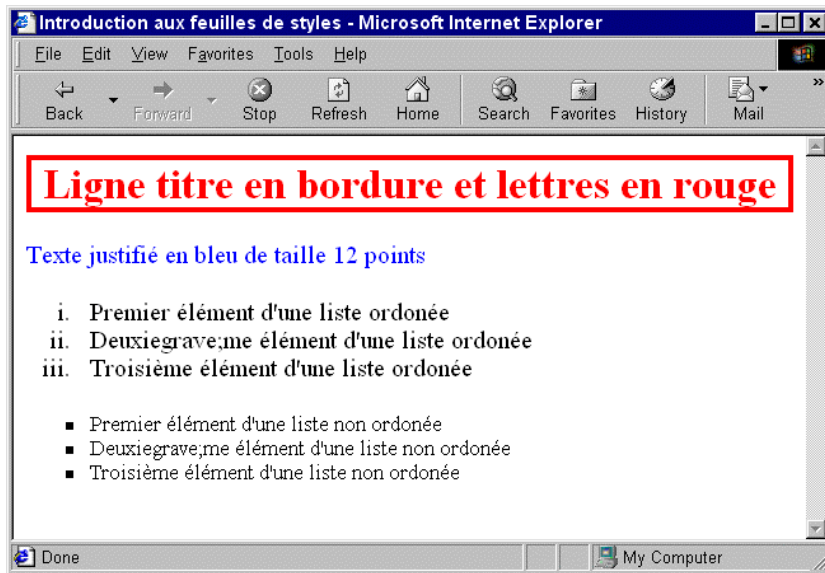 Introduction aux feuilles de styles - Microsoft Internet Explorer
File Edit View Favorites Tools Help
Back Forward Stop Refresh Home Search Favorites History Mail »
Ligne titre en bordure et lettres en rouge
Texte justifié en bleu de taille 12 points
i. Premier élément d'une liste ordonée
ii. Deuxiegrave;me élément d'une liste ordonée
iii. Troisième élément d'une liste ordonée
▪ Premier élément d'une liste non ordonée
▪ Deuxiegrave;me élément d'une liste non ordonée
▪ Troisième élément d'une liste non ordonée
Done My Computer